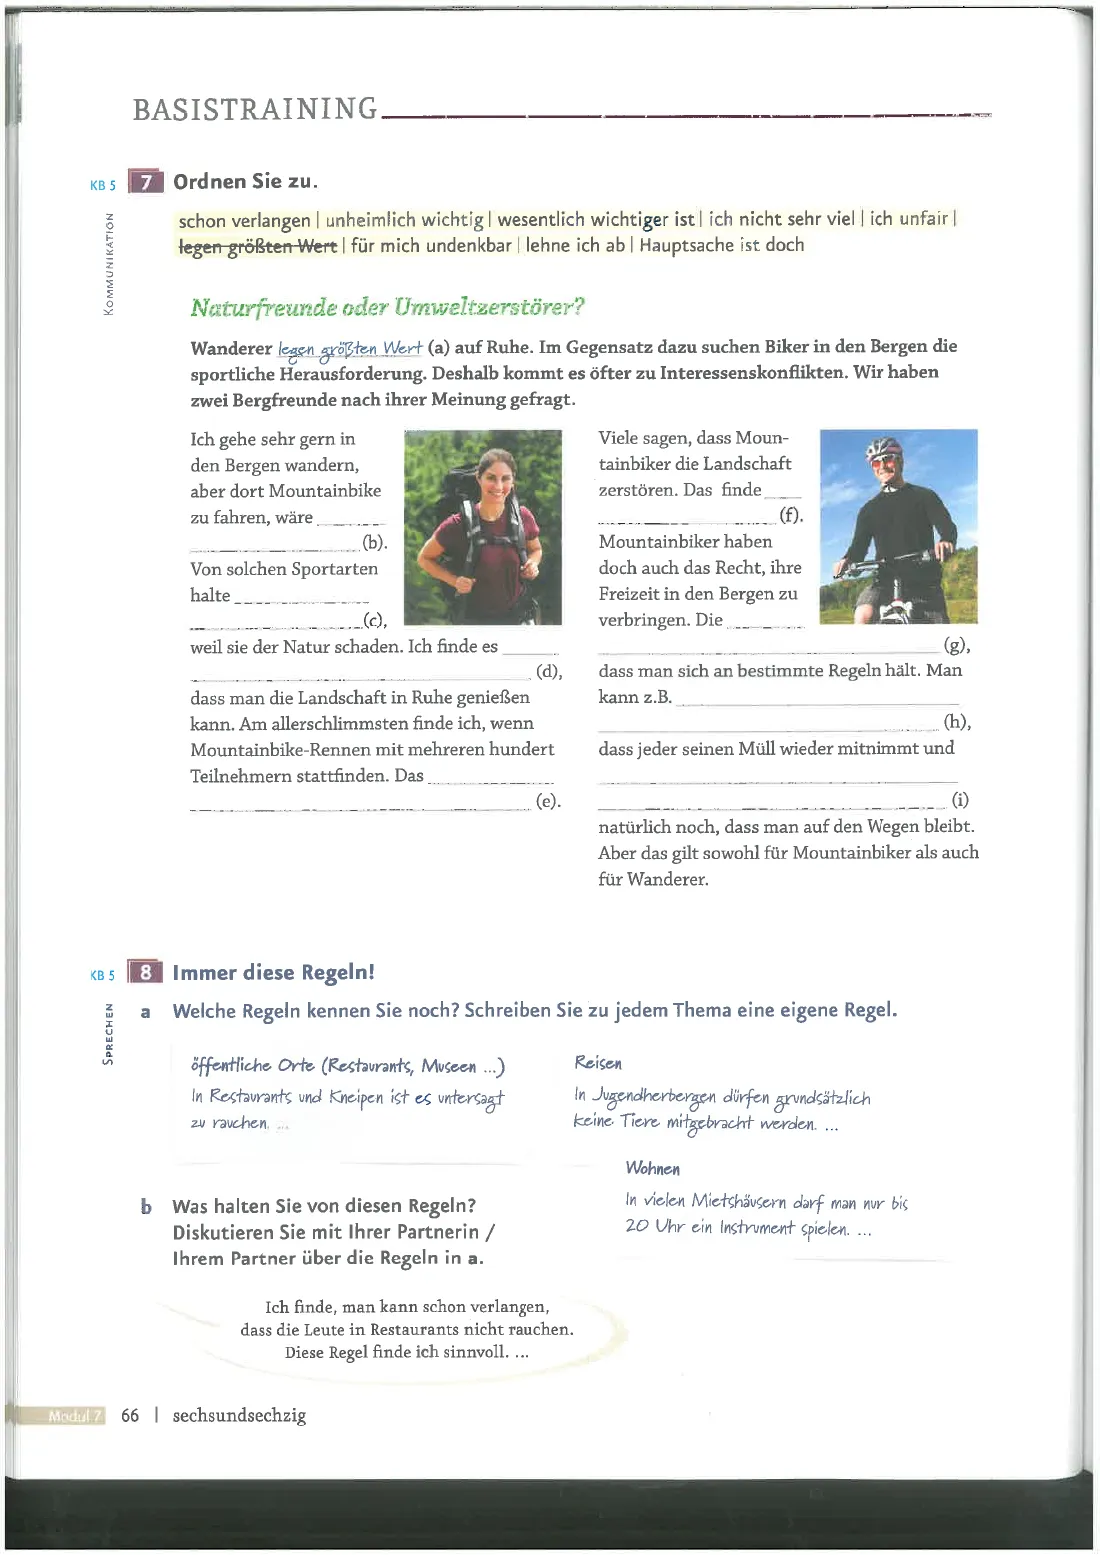 BASISTRAINING
KB 5 7 Ordnen Sie zu.
KOMMUNIKATION
schon verlangen | unheimlich wichtig | wesentlich wichtiger ist | ich nicht sehr viel | ich unfair |
legen größten Wert | für mich undenkbar | lehne ich ab | Hauptsache ist doch
Naturfreunde oder Umweltzerstörer?
Wanderer legen größten Wert (a) auf Ruhe. Im Gegensatz dazu suchen Biker in den Bergen die
sportliche Herausforderung. Deshalb kommt es öfter zu Interessenskonflikten. Wir haben
zwei Bergfreunde nach ihrer Meinung gefragt.
Ich gehe sehr gern in
den Bergen wandern,
aber dort Mountainbike
zu fahren, wäre
(b).
Von solchen Sportarten
halte
(c),
weil sie der Natur schaden. Ich finde es
(d),
dass man die Landschaft in Ruhe genießen
kann. Am allerschlimmsten finde ich, wenn
Mountainbike-Rennen mit mehreren hundert
Teilnehmern stattfinden. Das
(e).
Viele sagen, dass Moun-
tainbiker die Landschaft
zerstören. Das finde
(f).
Mountainbiker haben
doch auch das Recht, ihre
Freizeit in den Bergen zu
verbringen. Die
(g),
dass man sich an bestimmte Regeln hält. Man
kann z.B.
(h),
dass jeder seinen Müll wieder mitnimmt und
(i)
natürlich noch, dass man auf den Wegen bleibt.
Aber das gilt sowohl für Mountainbiker als auch
für Wanderer.
KB 5 8 Immer diese Regeln!
SPRECHEN
a Welche Regeln kennen Sie noch? Schreiben Sie zu jedem Thema eine eigene Regel.
öffentliche Orte (Restaurants, Museen ...)
In Restaurants und Kneipen ist es untersagt
zu rauchen. ...
Reisen
In Jugendherbergen dürfen grundsätzlich
keine Tiere mitgebracht werden. ...
Wohnen
In vielen Mietshäusern darf man nur bis
20 Uhr ein Instrument spielen. ...
b Was halten Sie von diesen Regeln?
Diskutieren Sie mit Ihrer Partnerin /
Ihrem Partner über die Regeln in a.
Ich finde, man kann schon verlangen,
dass die Leute in Restaurants nicht rauchen.
Diese Regel finde ich sinnvoll. ...
Modul 7 66 | sechsundsechzig